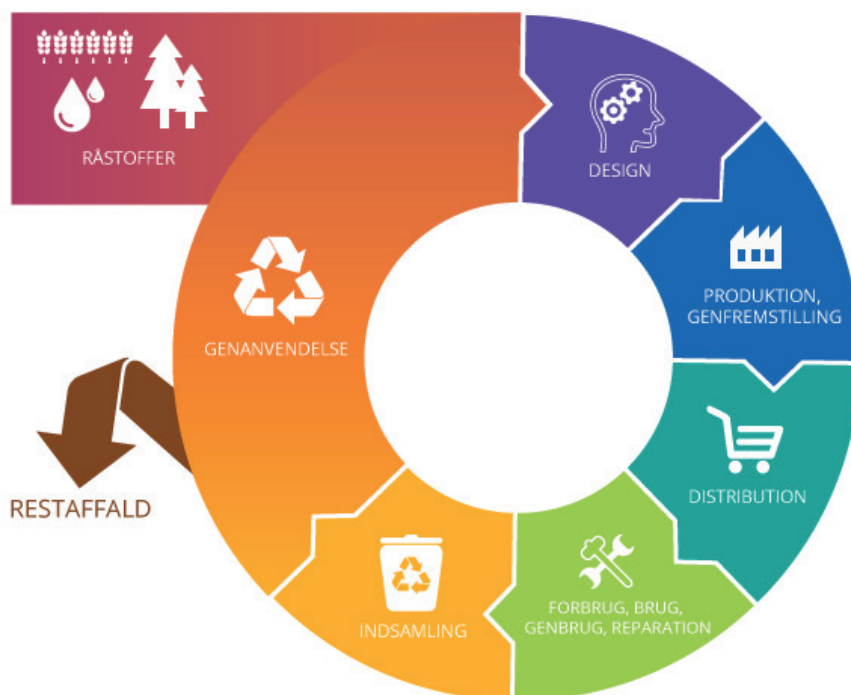 RÅSTOFFER
DESIGN
PRODUKTION,
GENFREMSTILLING
DISTRIBUTION
FORBRUG, BRUG,
GENBRUG, REPARATION
INDSAMLING
GENANVENDELSE
RESTAFFALD